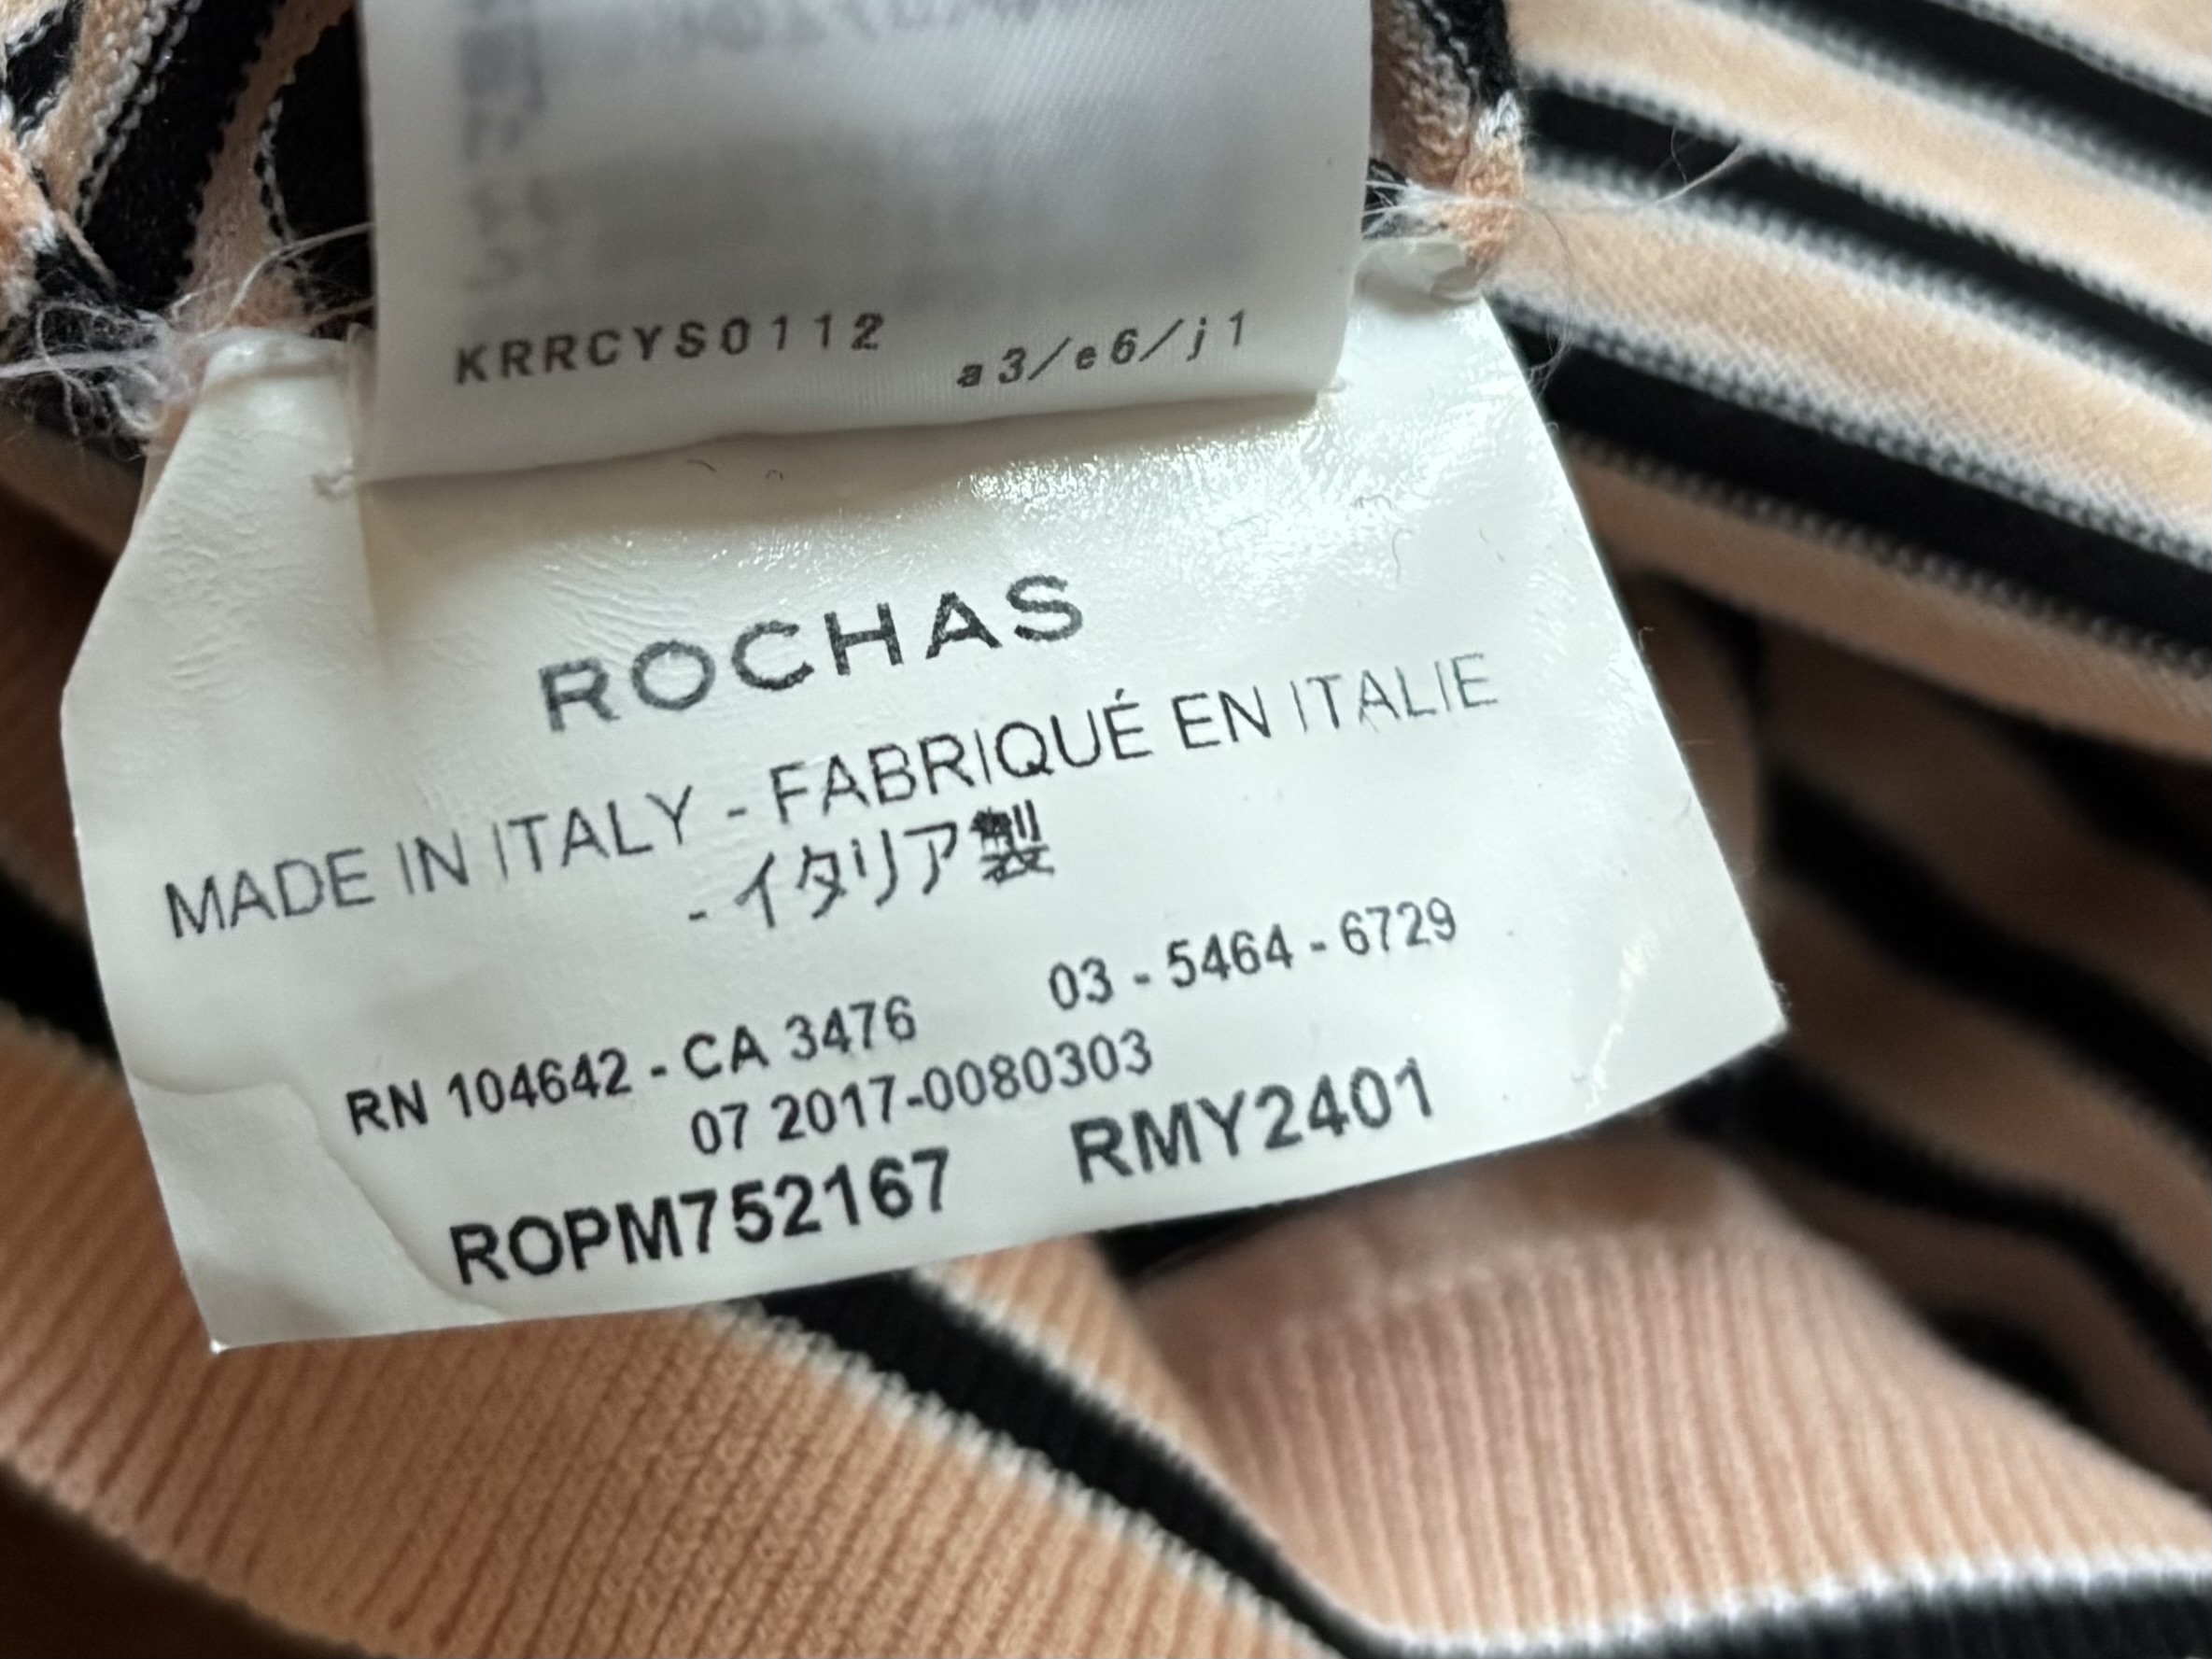 KRRCYS0112 a3/e6/j1
ROCHAS
MADE IN ITALY - FABRIQUÉ EN ITALIE
- イタリア製
RN 104642 - CA 3476 03 - 5464 - 6729
07 2017-0080303
ROPM752167 RMY2401